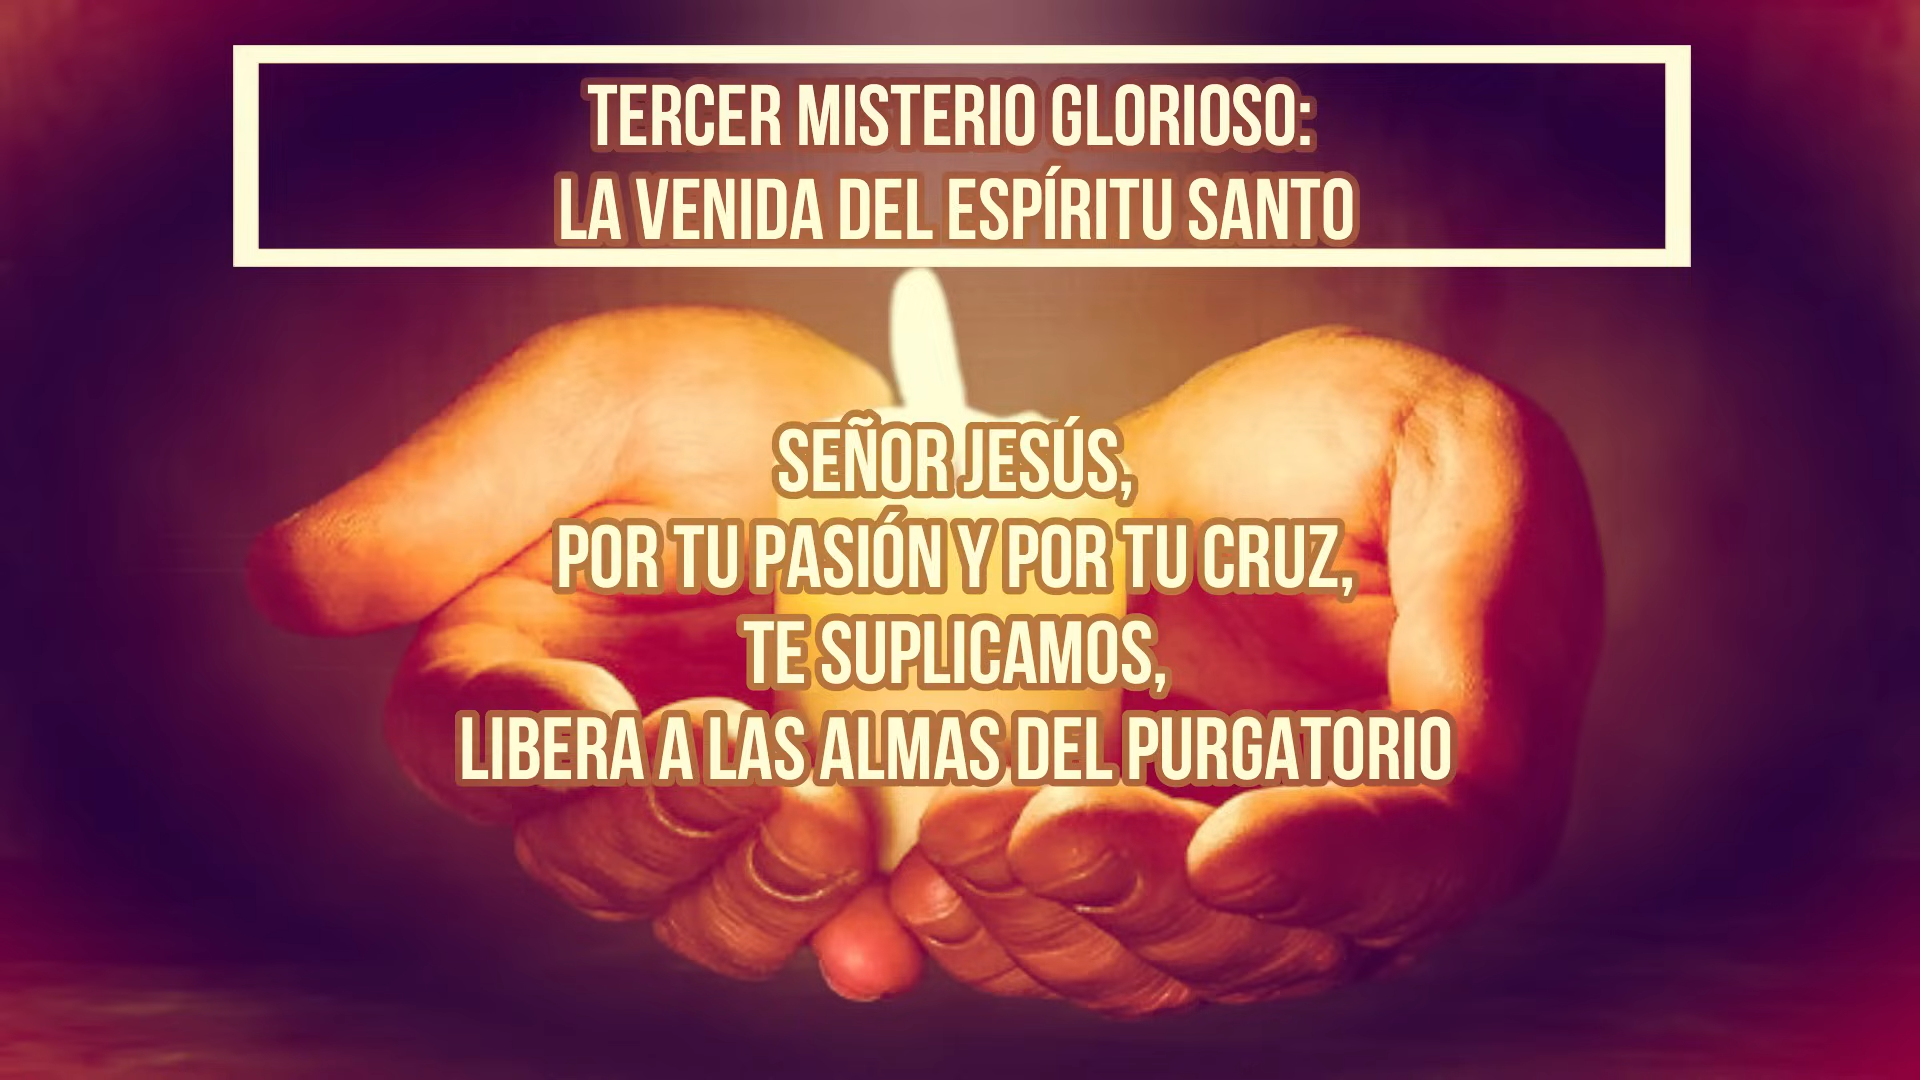 TERCER MISTERIO GLORIOSO:
LA VENIDA DEL ESPÍRITU SANTO
SEÑOR JESÚS,
POR TU PASIÓN Y POR TU CRUZ,
TE SUPLICAMOS,
LIBERA A LAS ALMAS DEL PURGATORIO